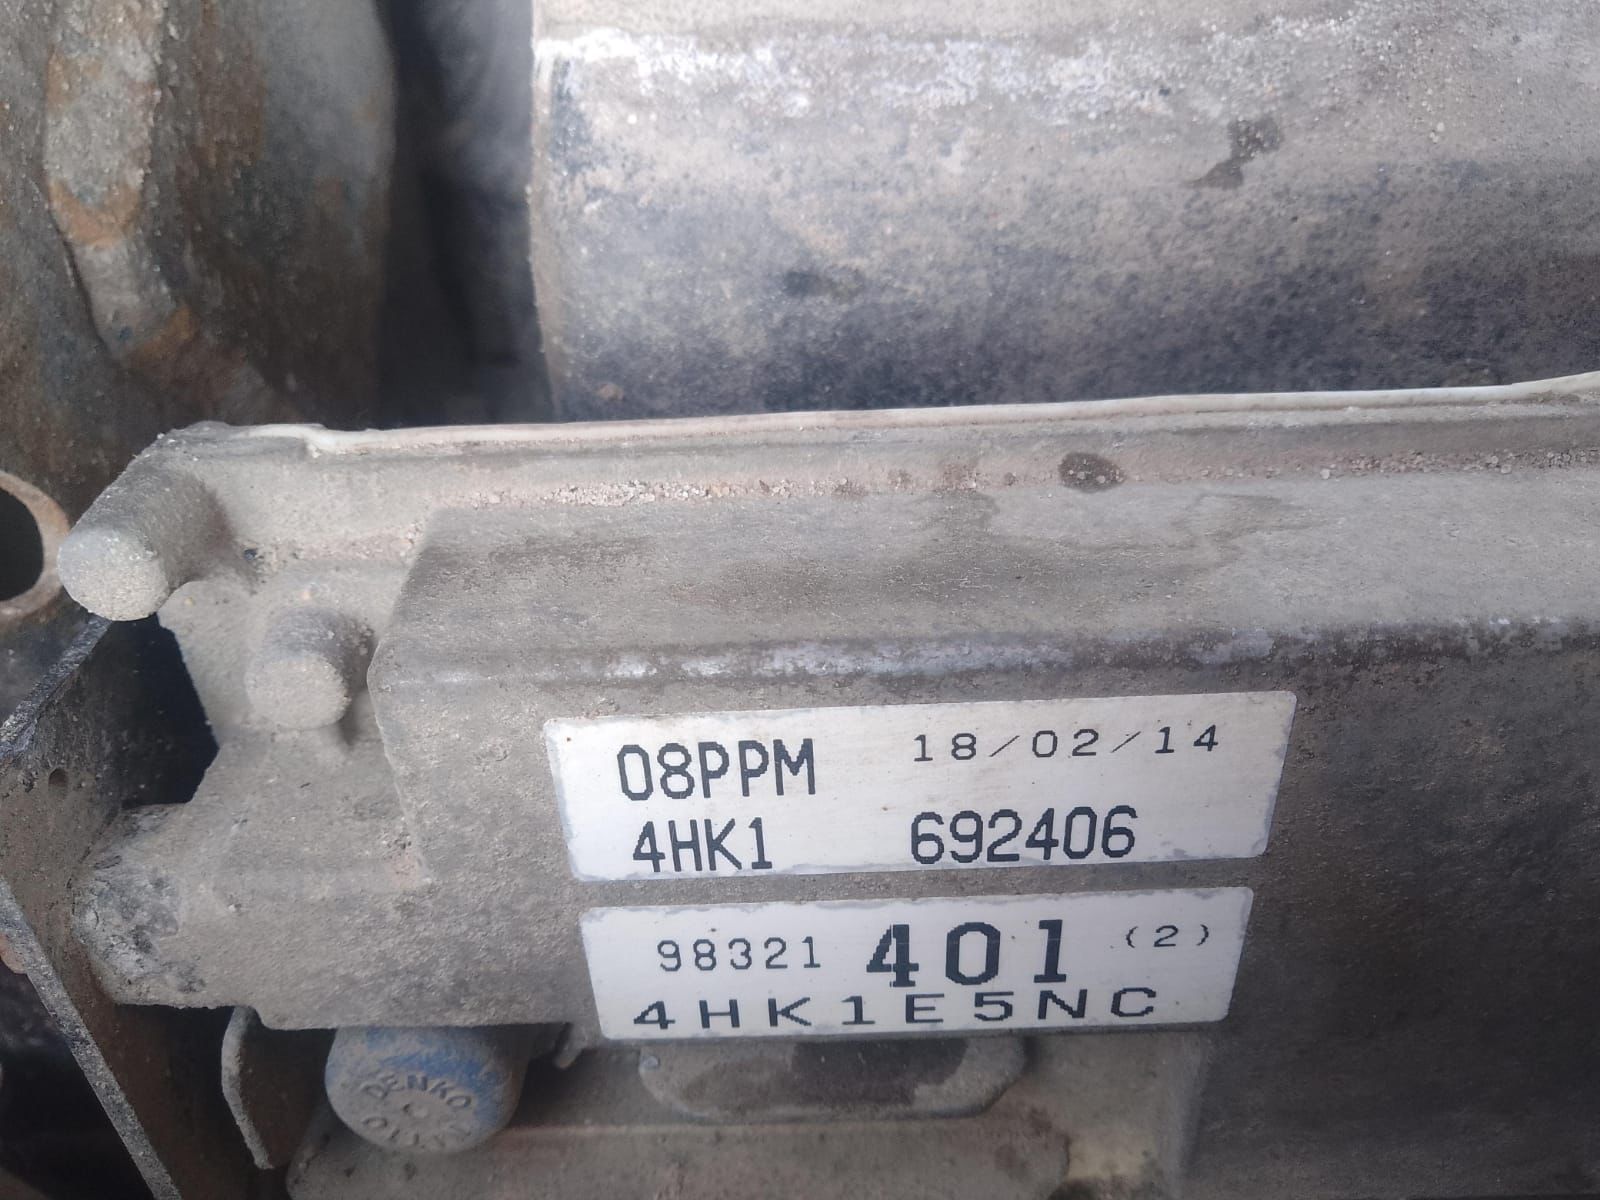 08PPM 18/02/14
4HK1 692406
98321 401 (2)
4HK1E5NC